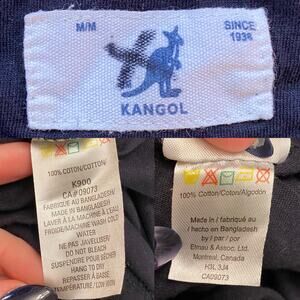 M/M
SINCE
1938
KANGOL
100% COTTON/COTTON/
K900
CA# 09073
FABRIQUÉ AU BANGLADESH/
MADE IN BANGLADESH
LAVER À LA MACHINE À L'EAU
FROIDE/MACHINE WASH COLD
WATER
NE PAS JAVELLISER/
DO NOT BLEACH
SUSPENDRE POUR SÉCHER
HANG TO DRY
REPASSER
TEMPÉRATURE / LOW IRON
100% Cotton/Coton/Algodón
Made in / fabriqué au
/ hecho en Bangladesh
by / par / por
Elmau & Assoc. Ltd.
Montreal, Canada
H3L 3J4
CA09073